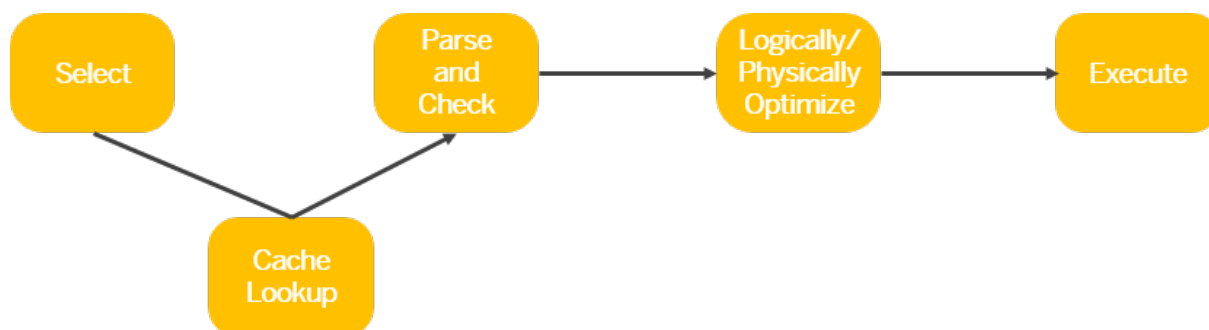 Select
Parse
and
Check
Logically/
Physically
Optimize
Execute
Cache
Lookup